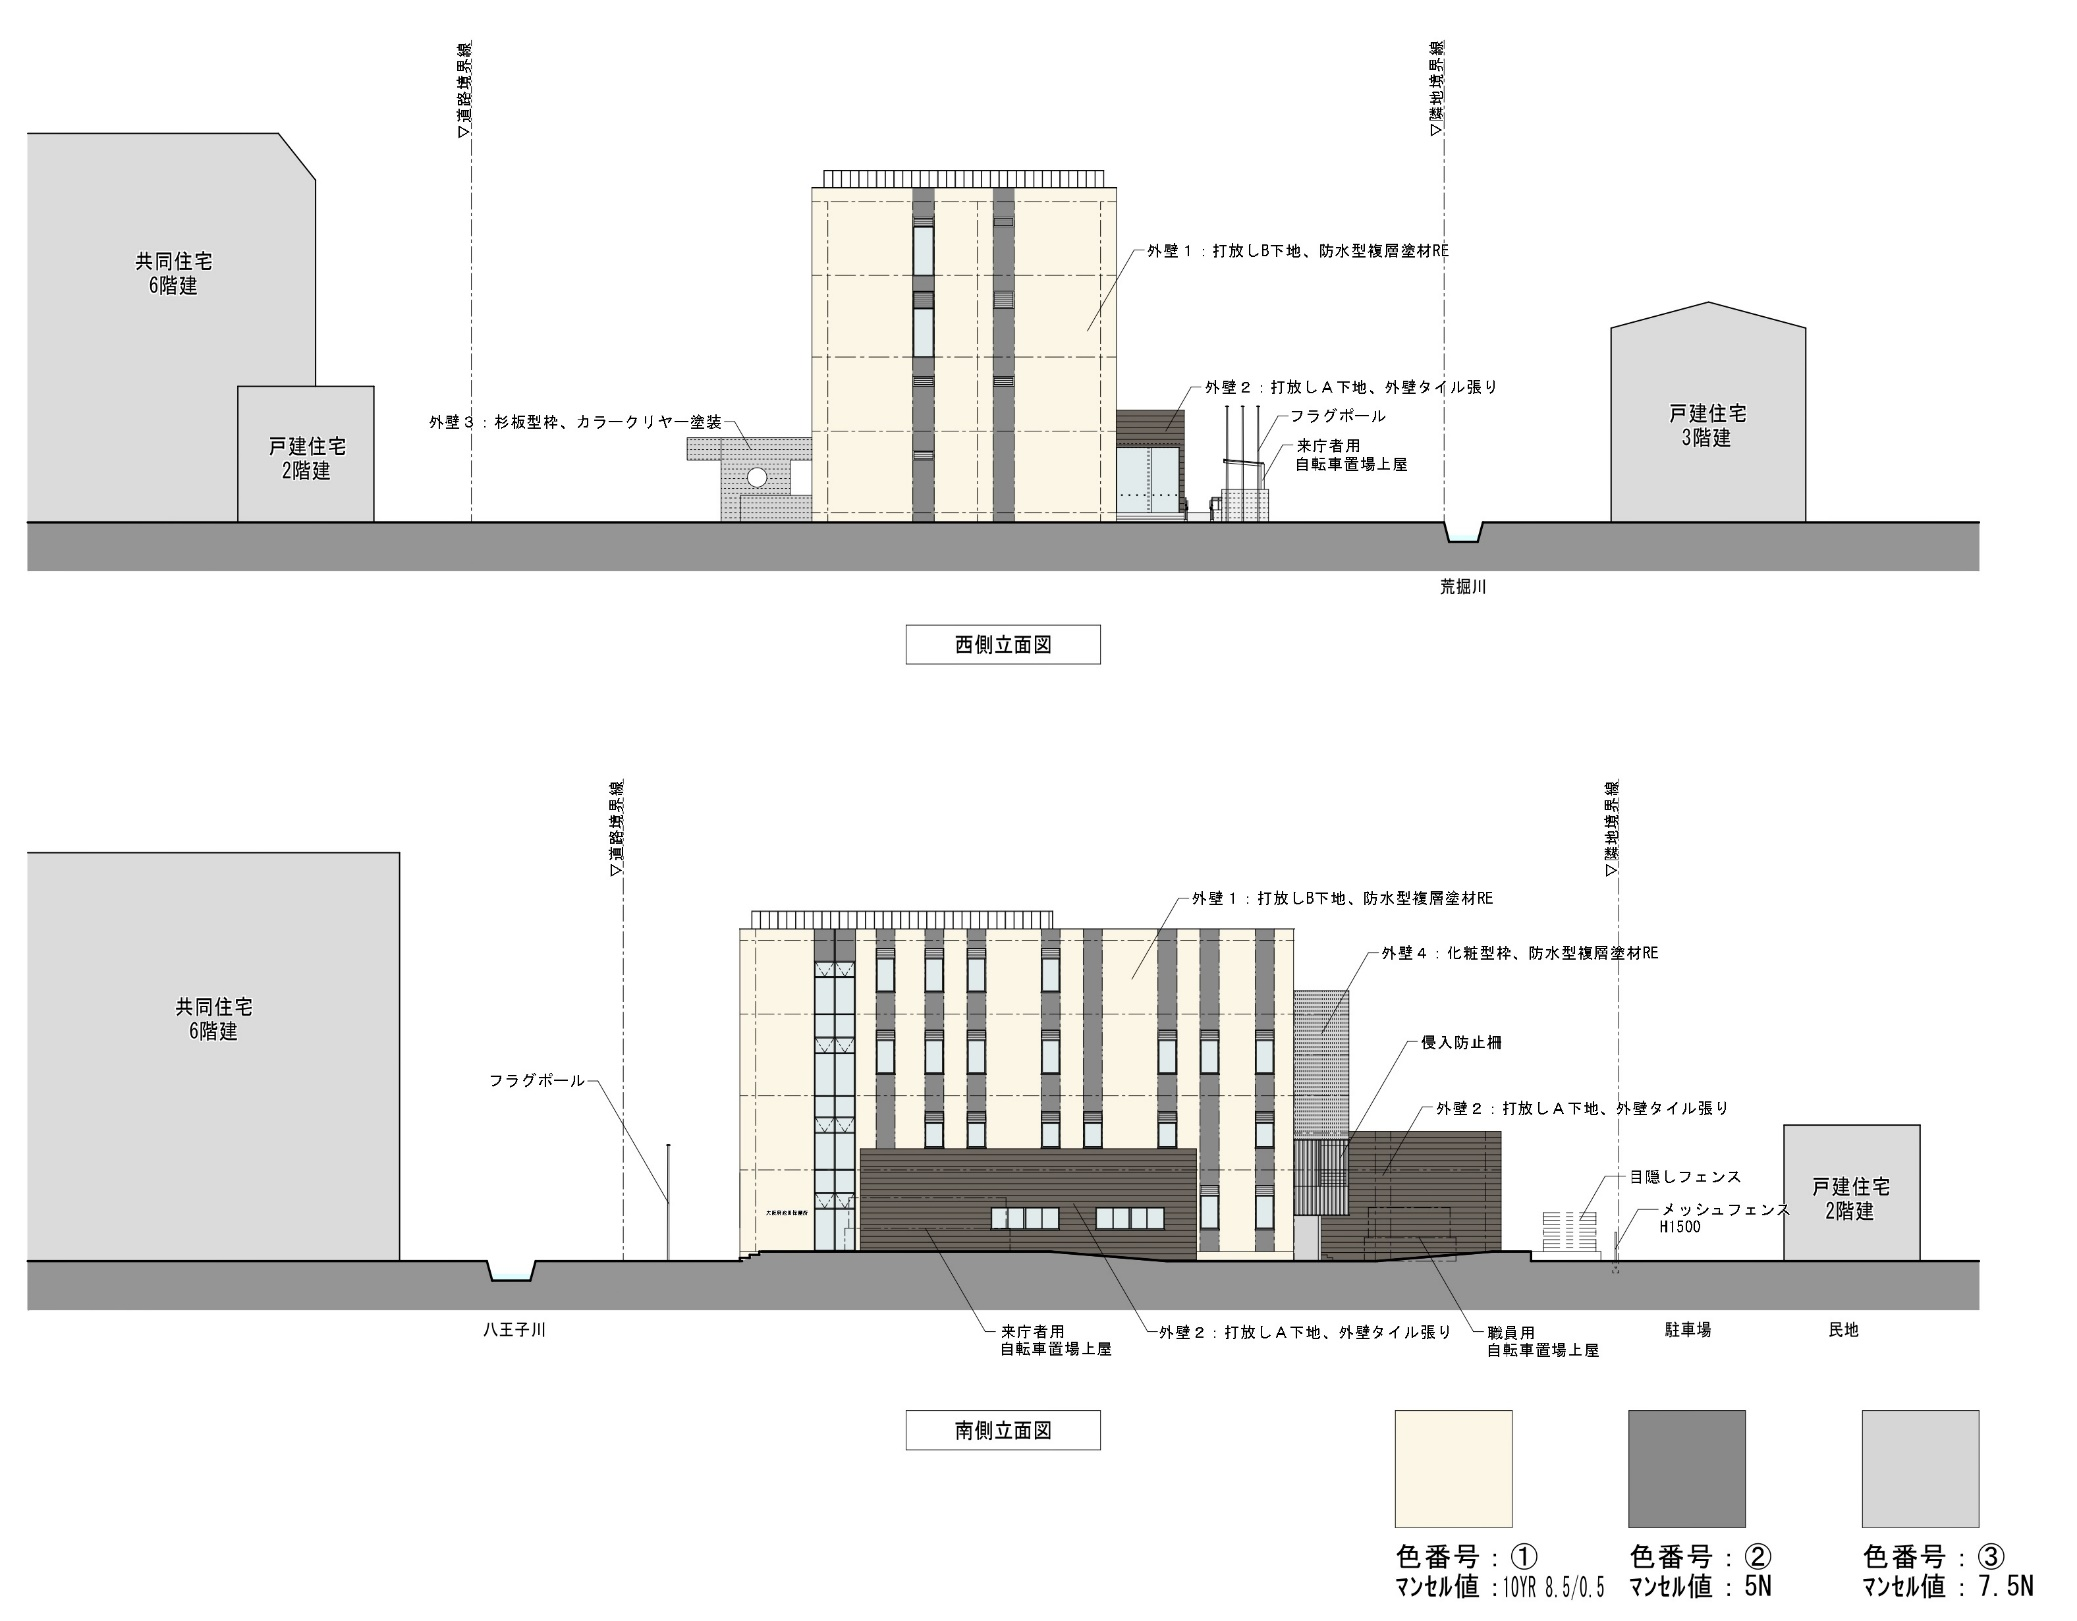 ▽道路境界線
▽隣地境界線
共同住宅
6階建
戸建住宅
2階建
外壁1：打放しB下地、防水型複層塗材RE
外壁2：打放しA下地、外壁タイル張り
フラグポール
来庁者用
自転車置場上屋
外壁3：杉板型枠、カラークリヤー塗装
戸建住宅
3階建
荒掘川
西側立面図
▽道路境界線
▽隣地境界線
共同住宅
6階建
外壁1：打放しB下地、防水型複層塗材RE
外壁4：化粧型枠、防水型複層塗材RE
侵入防止柵
フラグポール
外壁2：打放しA下地、外壁タイル張り
目隠しフェンス
メッシュフェンス
H1500
戸建住宅
2階建
八王子川
来庁者用
自転車置場上屋
外壁2：打放しA下地、外壁タイル張り
職員用
自転車置場上屋
駐車場
民地
南側立面図
色番号：①
ﾏﾝｾﾙ値：10YR 8.5/0.5
色番号：②
ﾏﾝｾﾙ値：5N
色番号：③
ﾏﾝｾﾙ値：7.5N